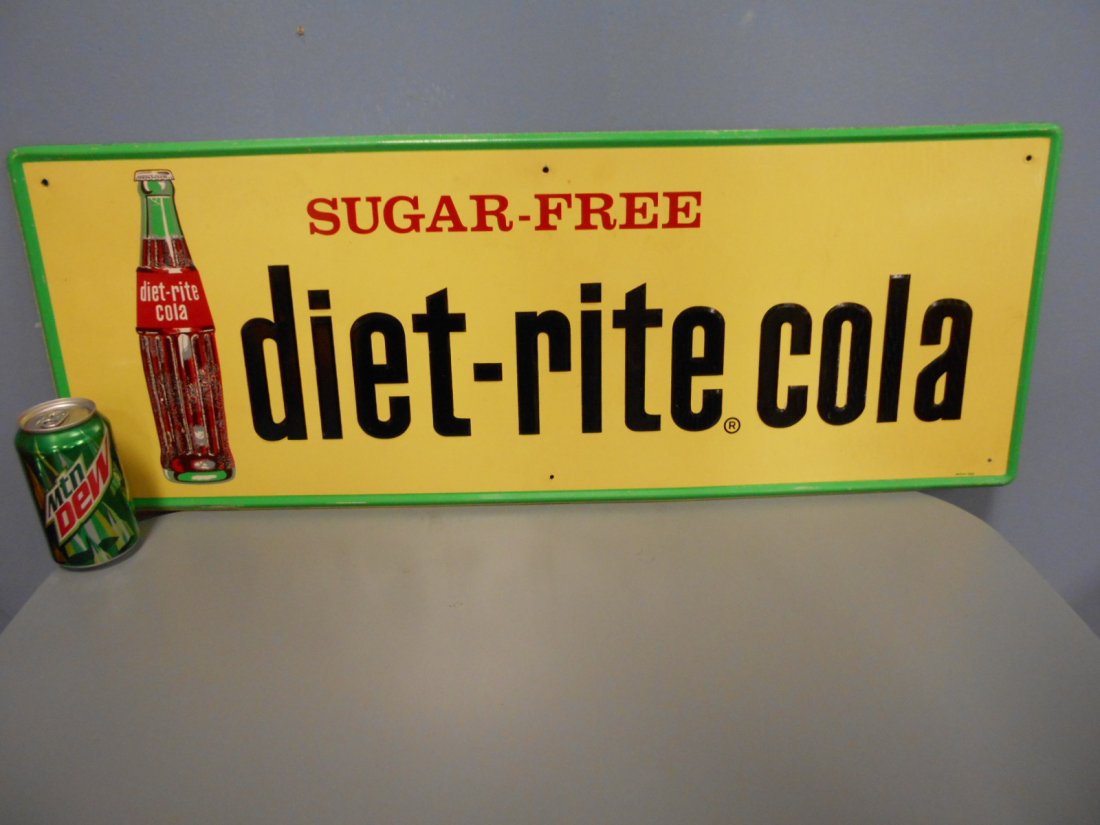 SUGAR-FREE
diet-rite
cola
diet-rite cola®
Mtn
DEW